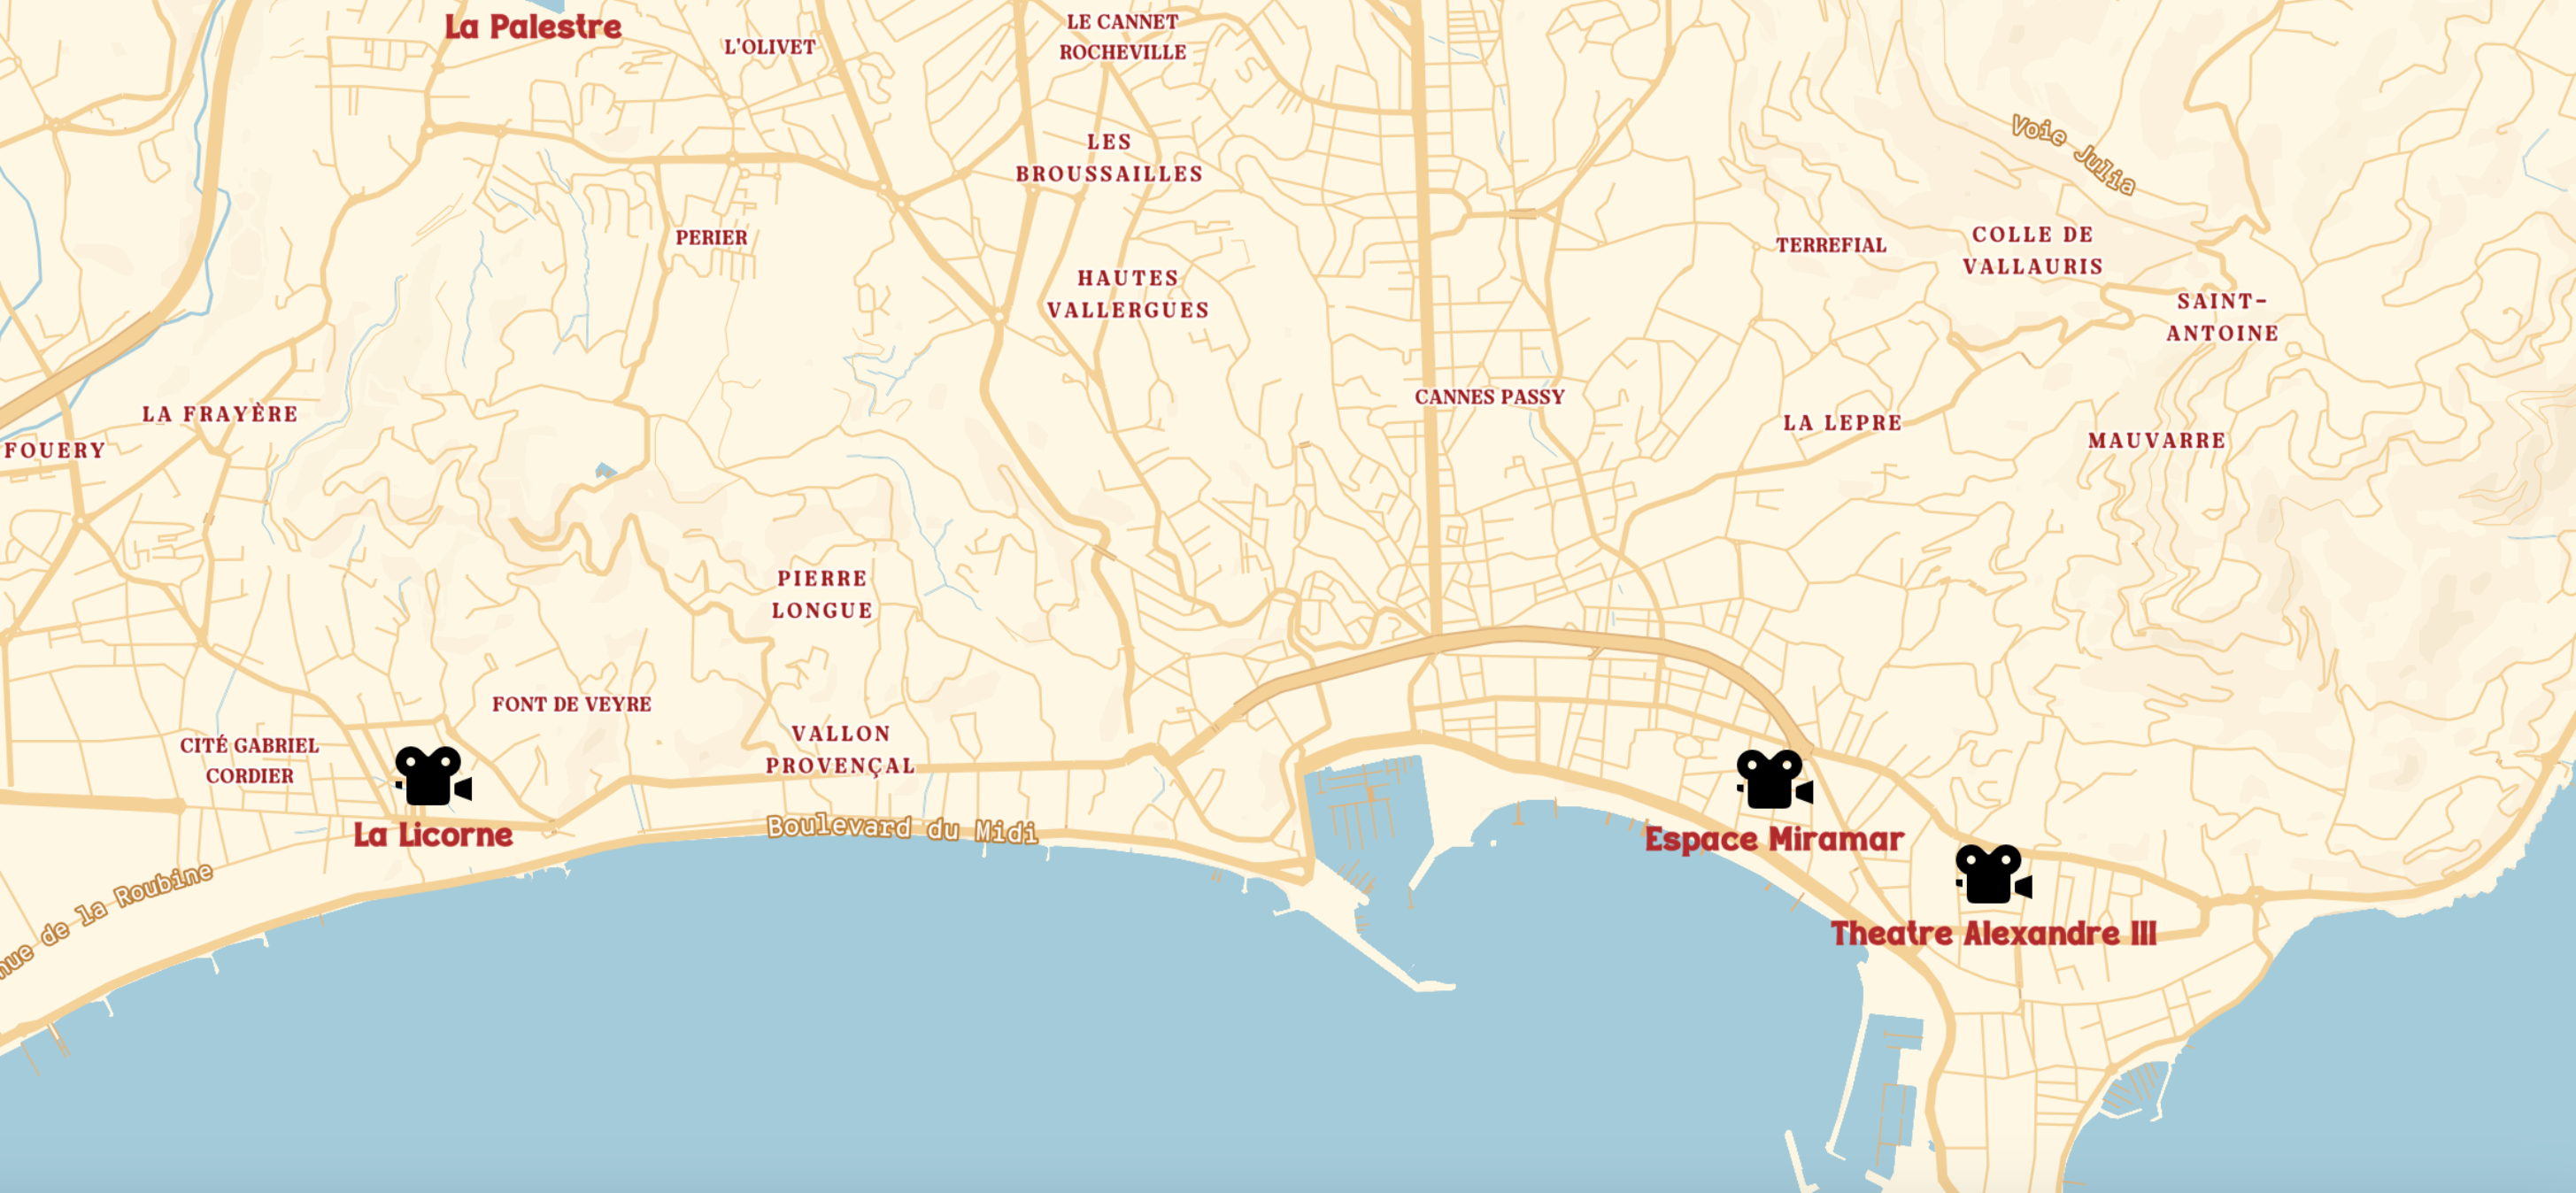 La Palestre
L'OLIVET
LE CANNET
ROCHEVILLE
LES
BROUSSAILLES
Voie Julia
PERIER
TERREFIAL
COLLE DE
VALLAURIS
HAUTES
VALLERGUES
SAINT-
ANTOINE
CANNES PASSY
LA FRAYÈRE
LA LEPRE
FOUERY
MAUVARRE
PIERRE
LONGUE
FONT DE VEYRE
CITÉ GABRIEL
CORDIER
VALLON
PROVENÇAL
La Licorne
Boulevard du Midi
Espace Miramar
de la Roubine
Theatre Alexandre III